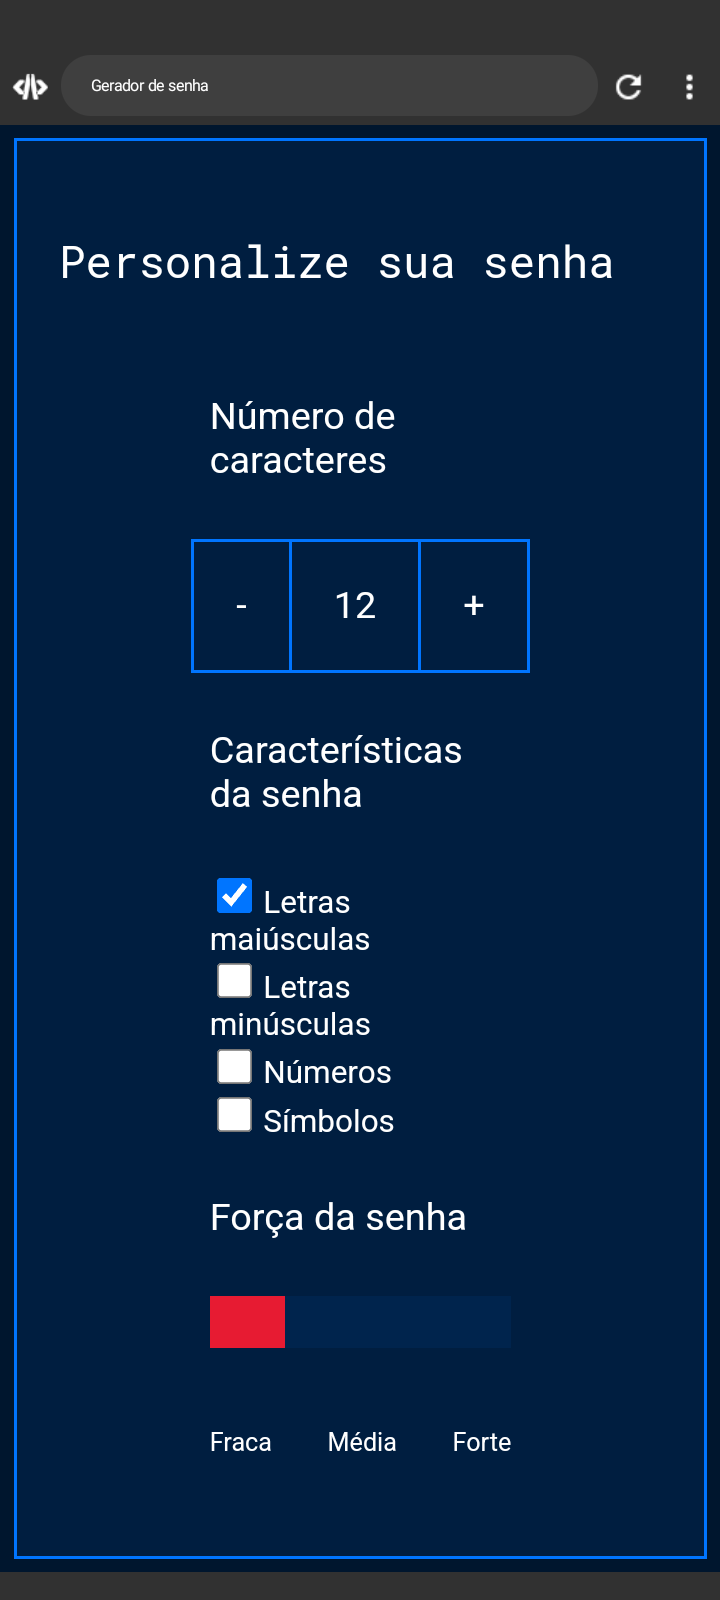 Gerador de senha
Personalize sua senha
Número de
caracteres
- 12 +
Características
da senha
Letras
maiúsculas
Letras
minúsculas
Números
Símbolos
Força da senha
Fraca Média Forte